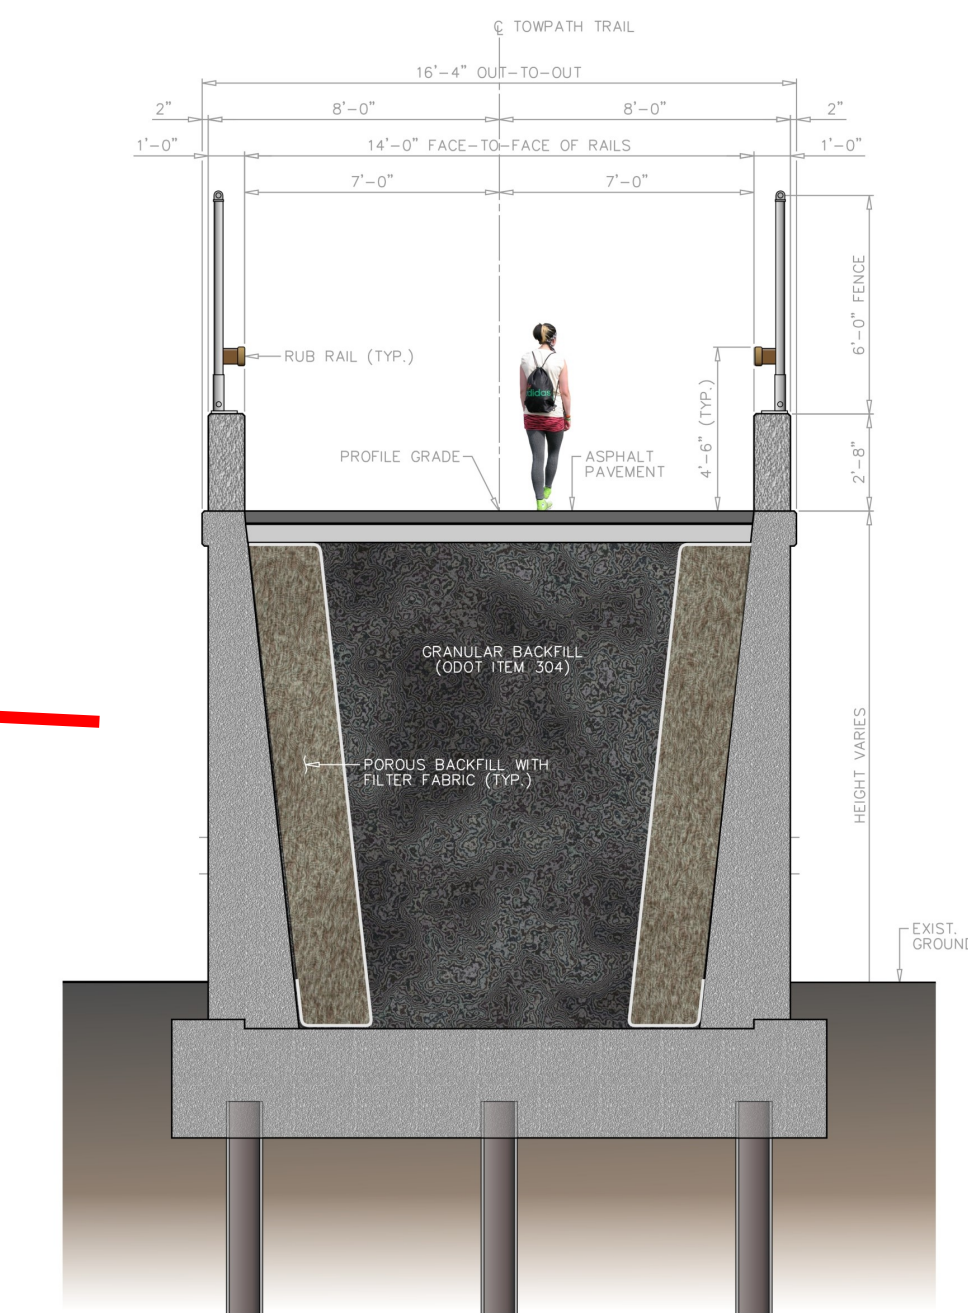 ℄ TOWPATH TRAIL
16'-4" OUT-TO-OUT
2" 8'-0" 8'-0" 2"
1'-0" 14'-0" FACE-TO-FACE OF RAILS 1'-0"
7'-0" 7'-0"
6'-0" FENCE
RUB RAIL (TYP.)
adidas
4'-6" (TYP.)
2'-8"
PROFILE GRADE
ASPHALT
PAVEMENT
GRANULAR BACKFILL
(ODOT ITEM 304)
HEIGHT VARIES
POROUS BACKFILL WITH
FILTER FABRIC (TYP.)
EXIST.
GROUND